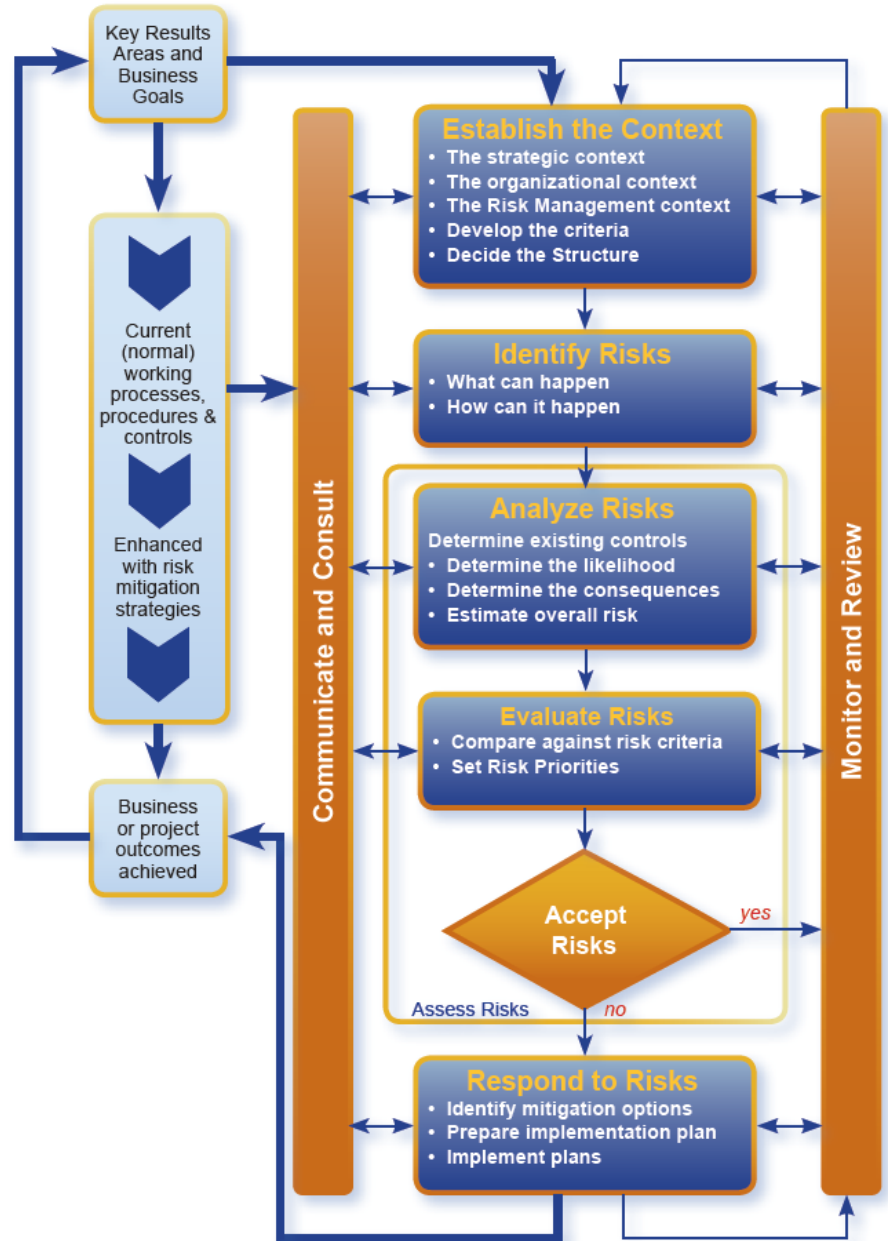 Key Results
Areas and
Business
Goals
Current
(normal)
working
processes,
procedures &
controls
Enhanced
with risk
mitigation
strategies
Business
or project
outcomes
achieved
Communicate and Consult
Establish the Context
• The strategic context
• The organizational context
• The Risk Management context
• Develop the criteria
• Decide the Structure
Identify Risks
• What can happen
• How can it happen
Analyze Risks
Determine existing controls
• Determine the likelihood
• Determine the consequences
• Estimate overall risk
Evaluate Risks
• Compare against risk criteria
• Set Risk Priorities
Accept
Risks
yes
Assess Risks
no
Respond to Risks
• Identify mitigation options
• Prepare implementation plan
• Implement plans
Monitor and Review